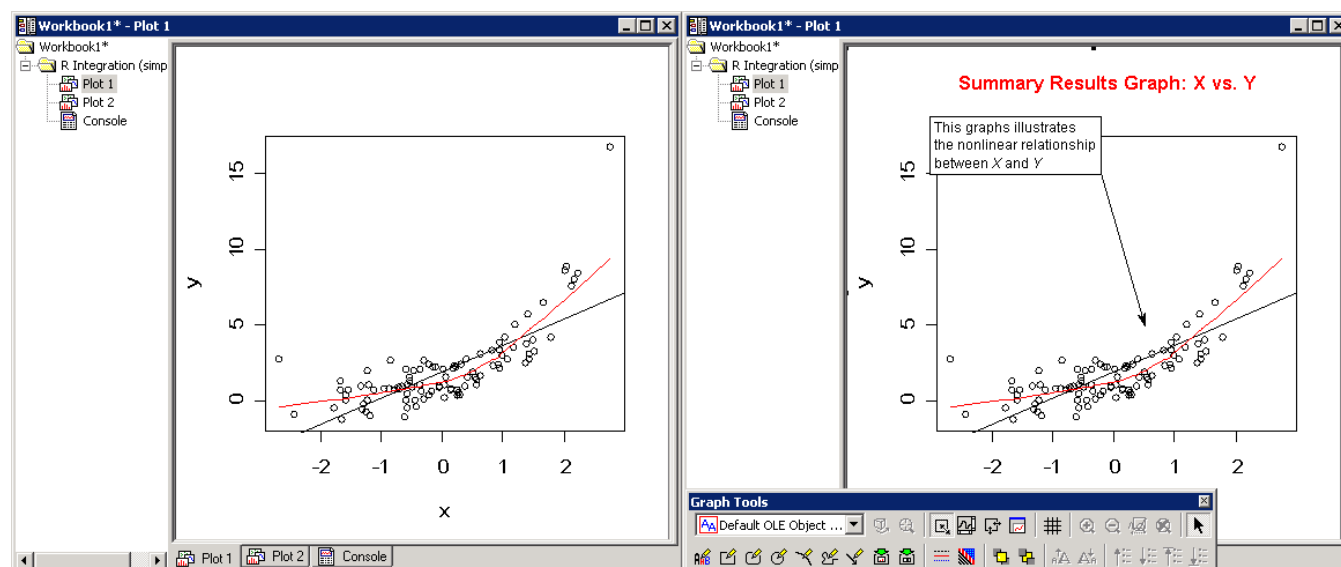 Workbook1* - Plot 1
Workbook1*
R Integration (simp
Plot 1
Plot 2
Console
15
10
5
0
y
-2 -1 0 1 2
x
Plot 1 Plot 2 Console
Workbook1* - Plot 1
Workbook1*
R Integration (simp
Plot 1
Plot 2
Console
Summary Results Graph: X vs. Y
This graphs illustrates
the nonlinear relationship
between X and Y
15
10
5
0
y
-2 -1 0 1 2
Graph Tools
Default OLE Object ...